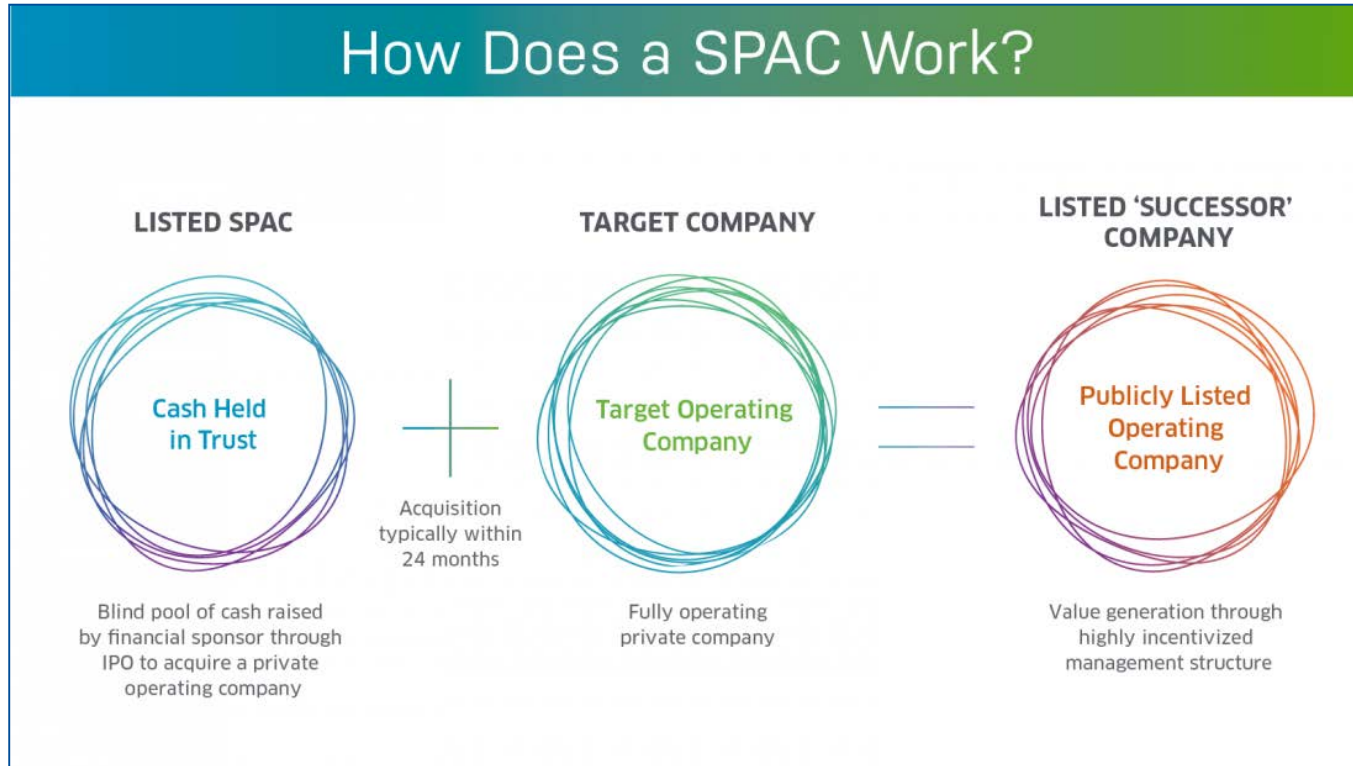 How Does a SPAC Work?
LISTED SPAC
Cash Held
in Trust
Blind pool of cash raised
by financial sponsor through
IPO to acquire a private
operating company
Acquisition
typically within
24 months
TARGET COMPANY
Target Operating
Company
Fully operating
private company
LISTED ‘SUCCESSOR’
COMPANY
Publicly Listed
Operating
Company
Value generation through
highly incentivized
management structure